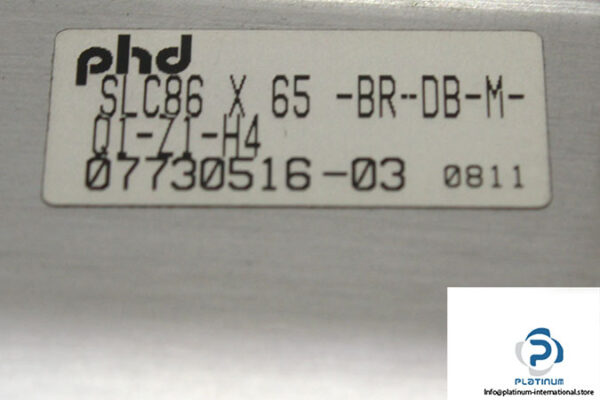 phd
SLC86 X 65 -BR--DB-M-
Q1-Z1-H4
07730516-03 0811
PLATINUM
Info@platinum-international.store